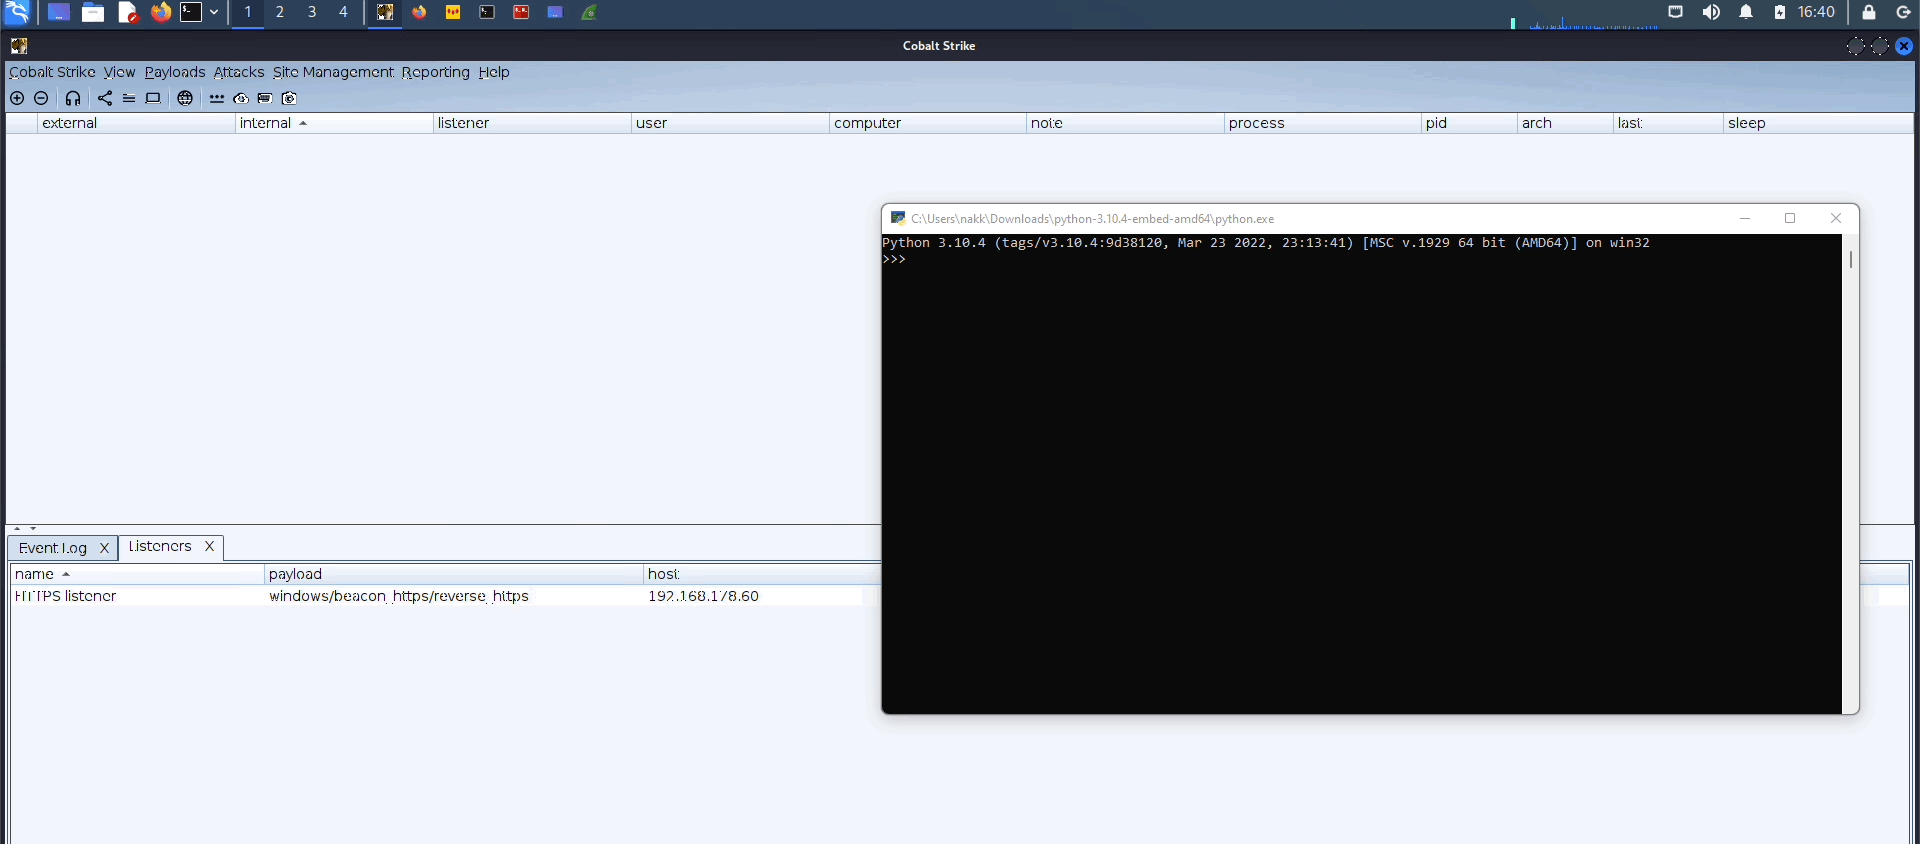 1 2 3 4 16:40
Cobalt Strike
Cobalt Strike View Payloads Attacks Site Management Reporting Help
external internal listener user computer note process pid arch last sleep
C:\Users\nakk\Downloads\python-3.10.4-embed-amd64\python.exe
Python 3.10.4 (tags/v3.10.4:9d38120, Mar 23 2022, 23:13:41) [MSC v.1929 64 bit (AMD64)] on win32
>>>
Event Log X Listeners X
name payload host
HTTPS listener windows/beacon_https/reverse_https 192.168.178.60